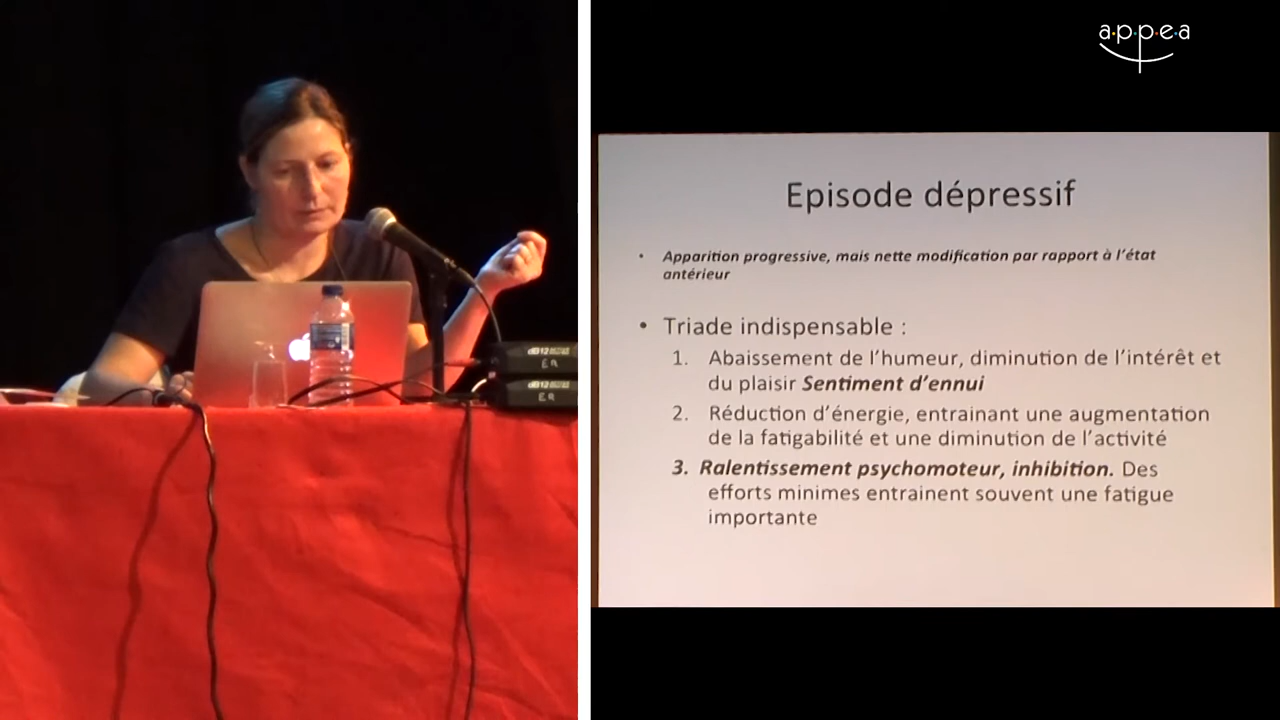 a·p·p·e·a
Episode dépressif
• Apparition progressive, mais nette modification par rapport à l'état
antérieur
• Triade indispensable :
1. Abaissement de l'humeur, diminution de l'intérêt et
du plaisir Sentiment d'ennui
2. Réduction d'énergie, entrainant une augmentation
de la fatigabilité et une diminution de l'activité
3. Ralentissement psychomoteur, inhibition. Des
efforts minimes entrainent souvent une fatigue
importante